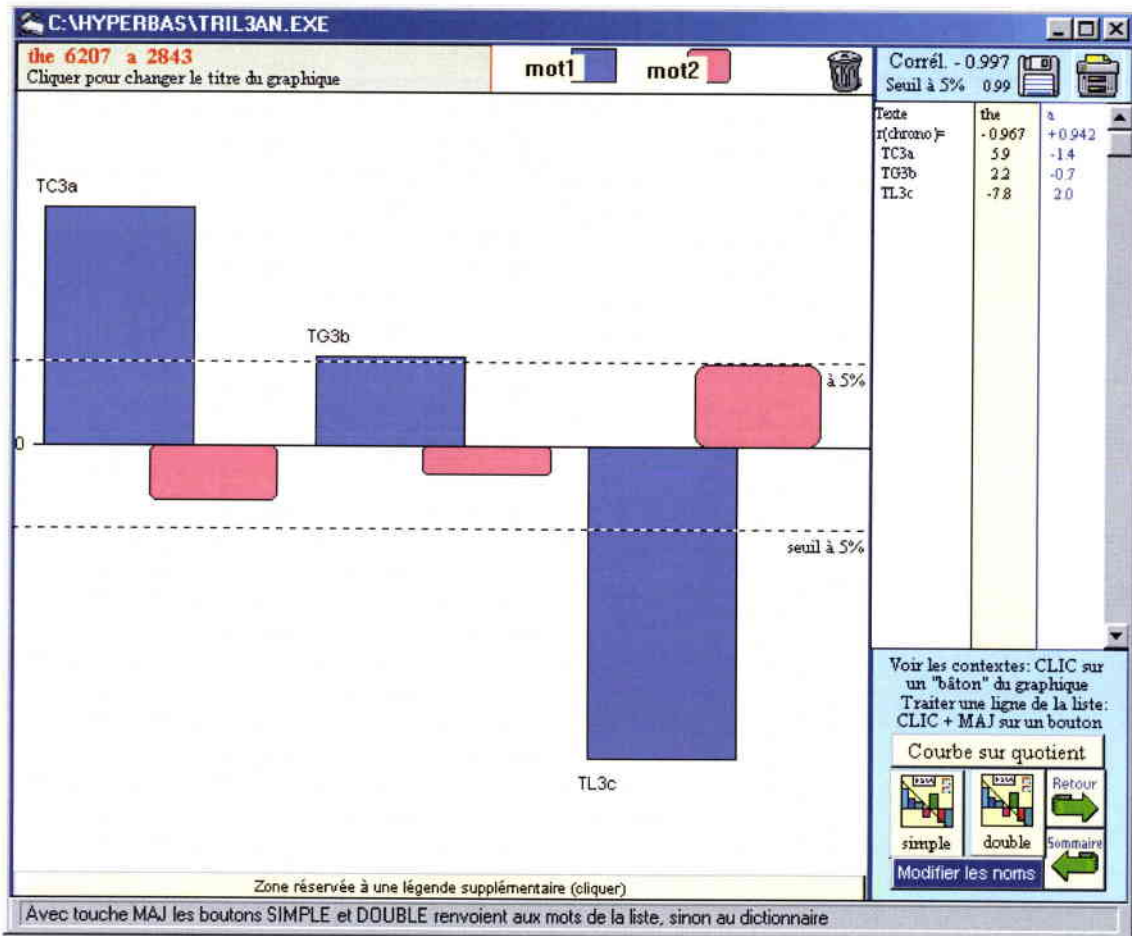 C:\HYPERBAS\TRIL3AN.EXE
the 6207 a 2843
Cliquer pour changer le titre du graphique
mot1
mot2
Corrél. - 0.997
Seuil à 5% 0.99
Texte the a
r(chrono)= - 0.967 +0.942
TC3a 5.9 -1.4
TG3b 2.2 -0.7
TL3c -7.8 2.0
TC3a
TG3b
à 5%
0
seuil à 5%
TL3c
Voir les contextes: CLIC sur
un "bâton" du graphique
Traiter une ligne de la liste:
CLIC + MAJ sur un bouton
Courbe sur quotient
simple
double
Retour
Sommaire
Modifier les noms
Zone réservée à une légende supplémentaire (cliquer)
Avec touche MAJ les boutons SIMPLE et DOUBLE renvoient aux mots de la liste, sinon au dictionnaire